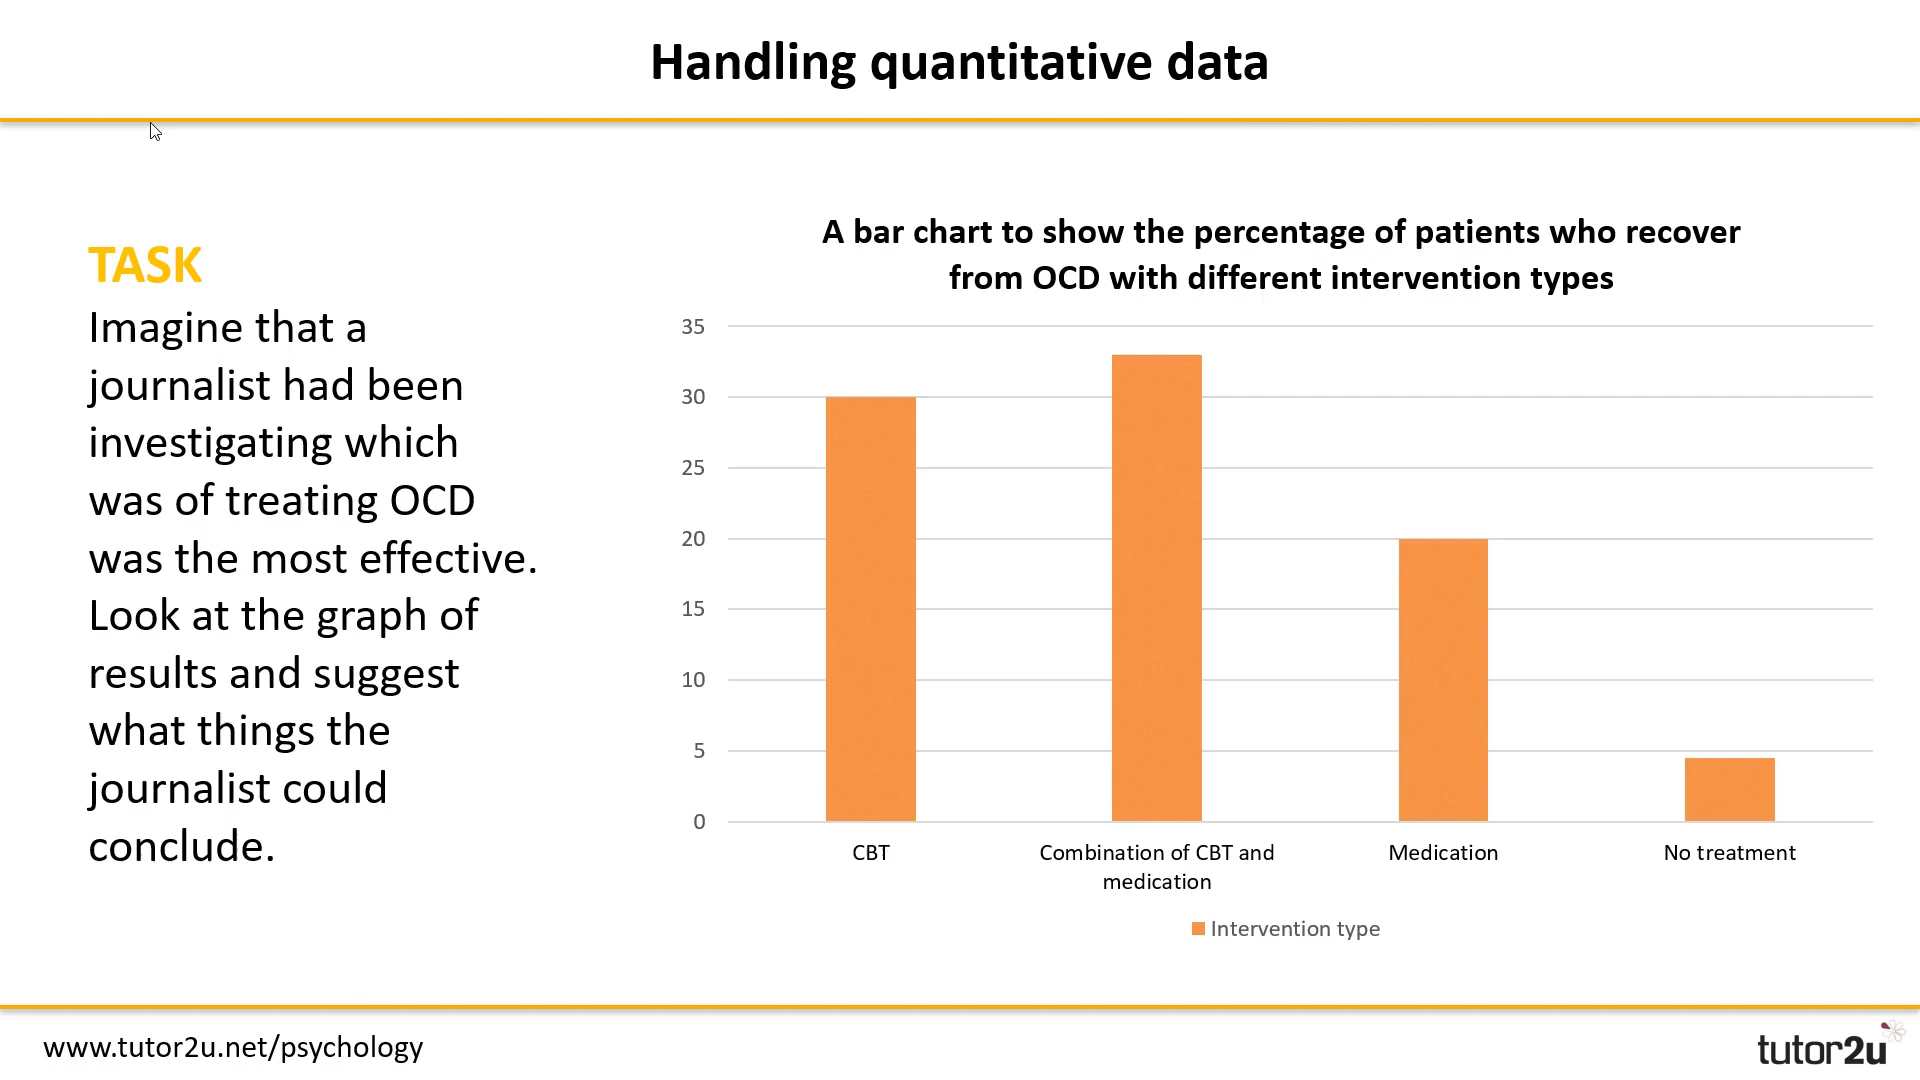 Handling quantitative data
TASK
Imagine that a
journalist had been
investigating which
was of treating OCD
was the most effective.
Look at the graph of
results and suggest
what things the
journalist could
conclude.
A bar chart to show the percentage of patients who recover
from OCD with different intervention types
35
30
25
20
15
10
5
0
CBT
Combination of CBT and
medication
Medication
No treatment
Intervention type
www.tutor2u.net/psychology
tutor2u